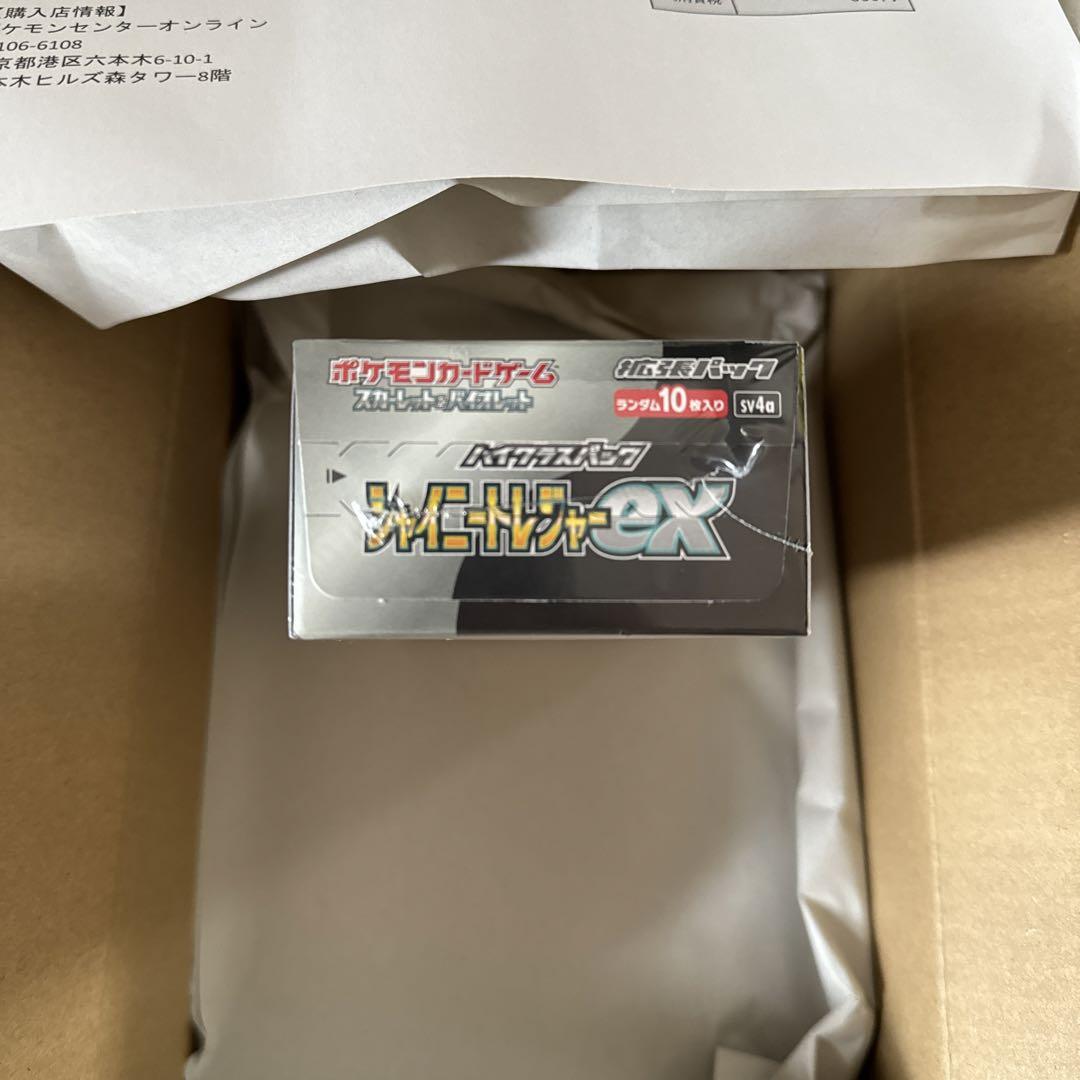 【購入店情報】
ケモンセンターオンライン
106-6108
京都港区六本木6-10-1
木ヒルズ森タワー8階
消費税
ポケモンカードゲーム
スカーレット&バイオレット
拡張パック
ランダム10枚入り sv4a
ハイクラスパック
シャイニートレジャーex